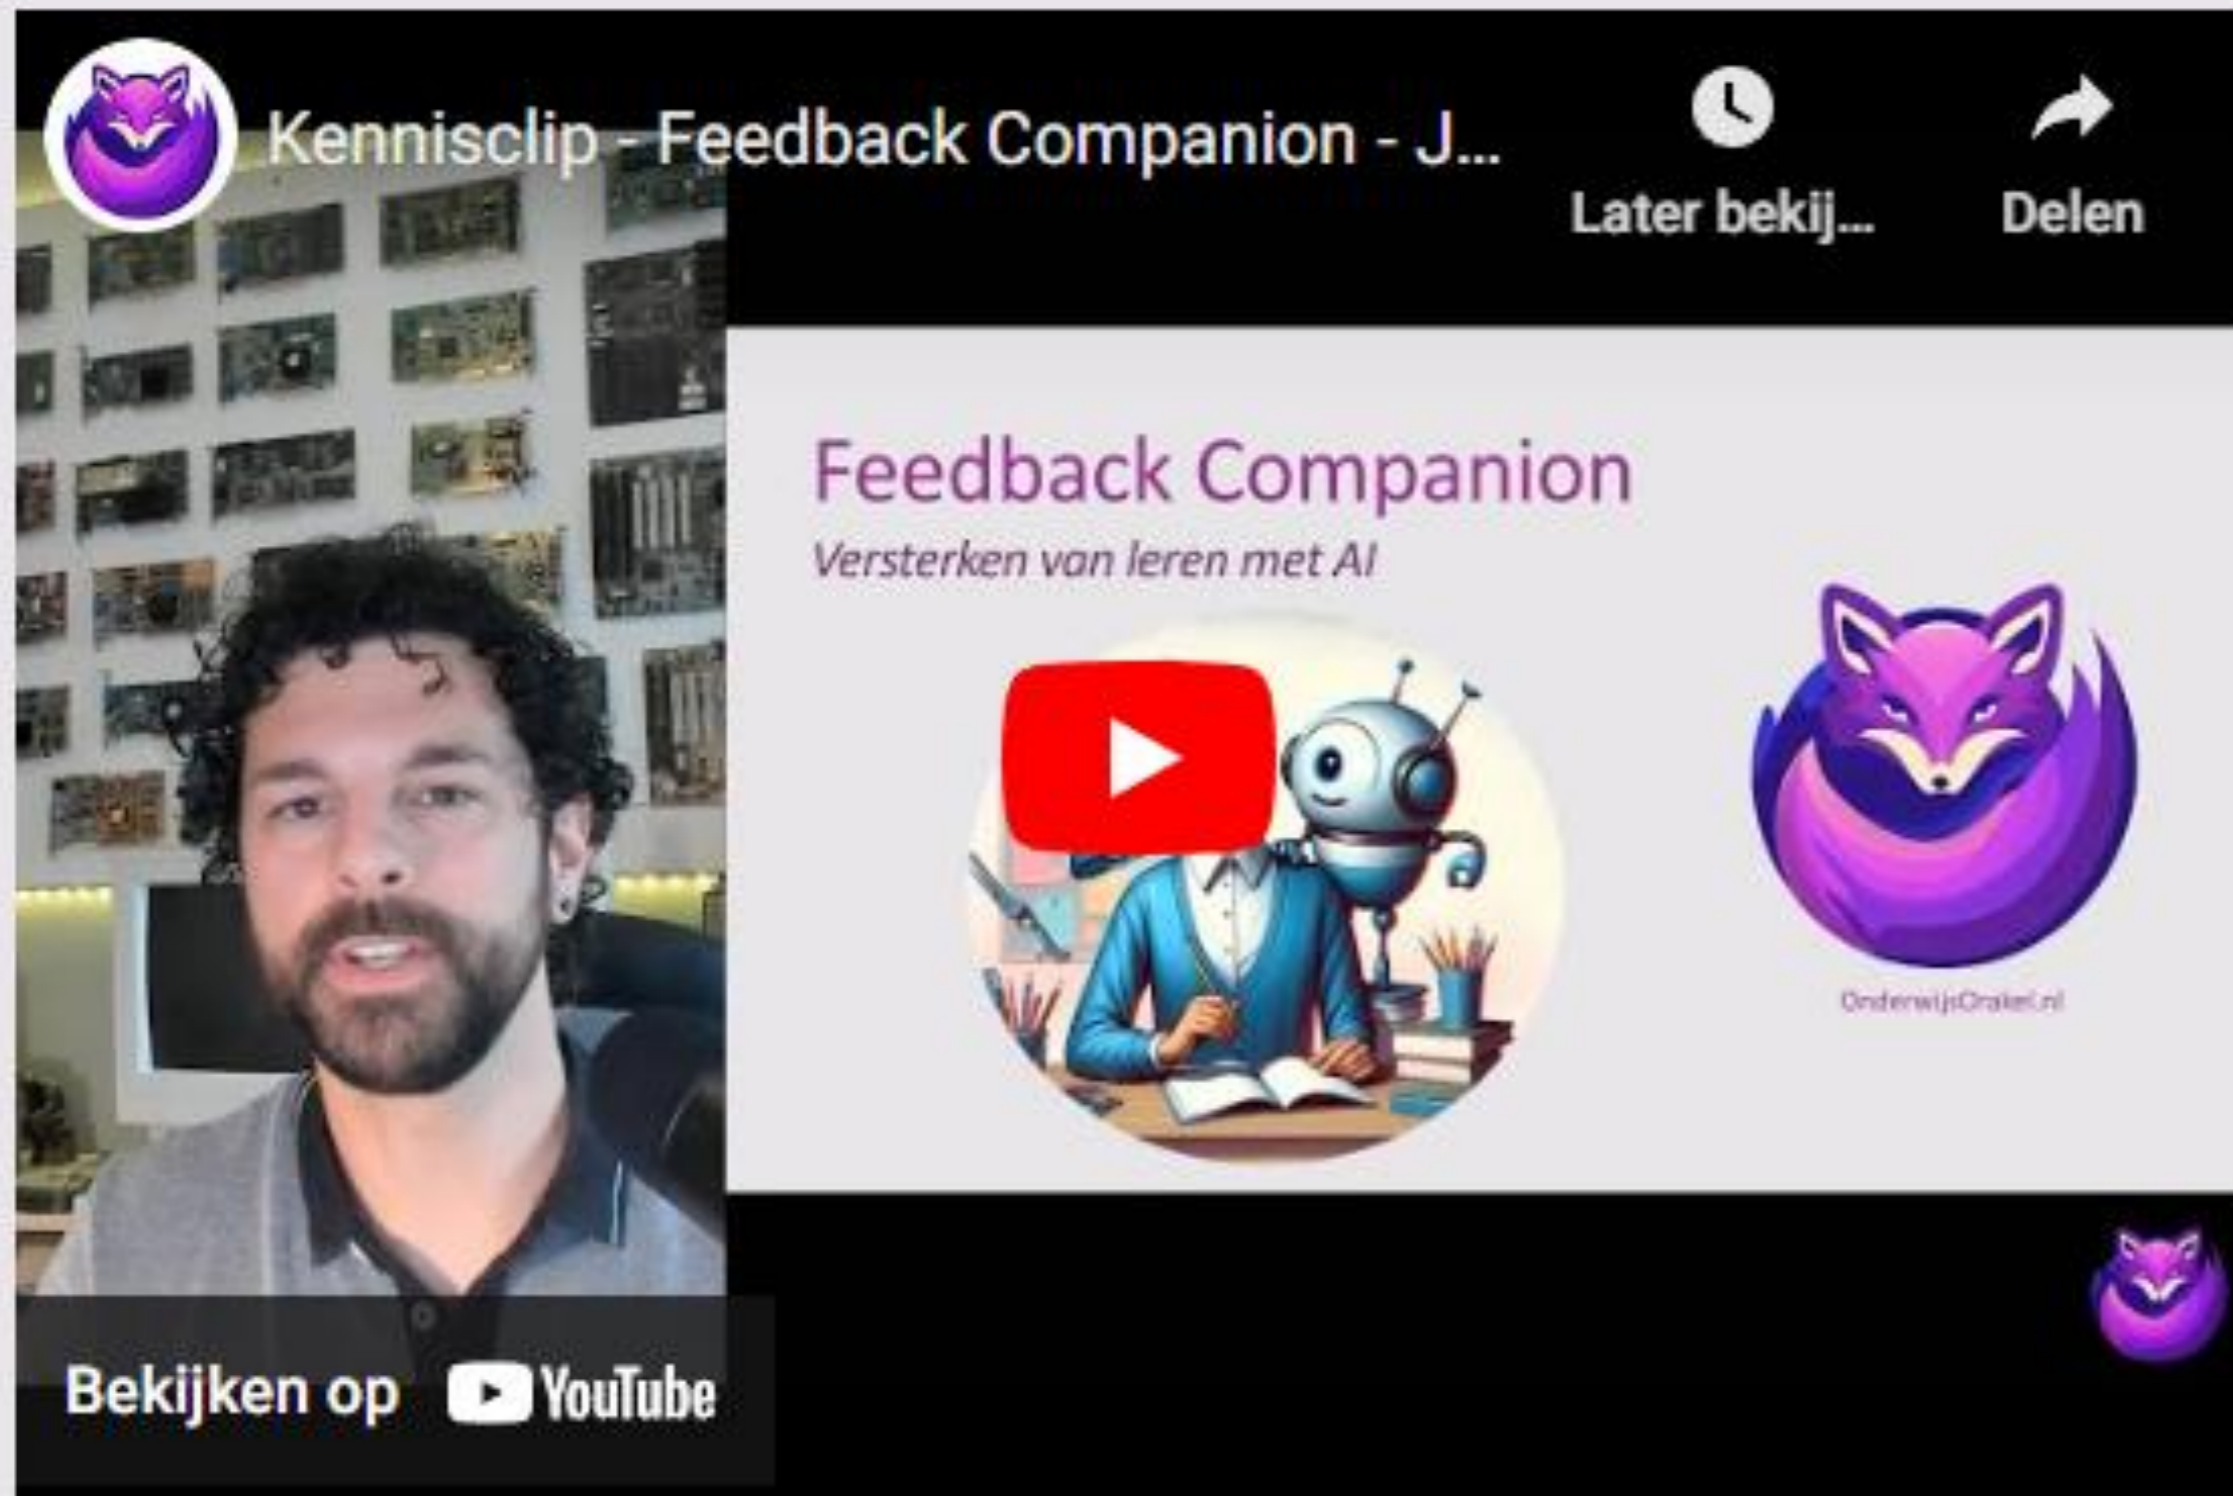 Kennisclip - Feedback Companion - J...
Later bekij...
Delen
Feedback Companion
Versterken van leren met AI
OnderwijsOrakel.nl
Bekijken op YouTube